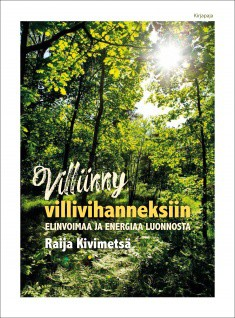 Kirjapaja
Villiinny
villivihanneksiin
ELINVOIMAA JA ENERGIAA LUONNOSTA
Raija Kivimetsä